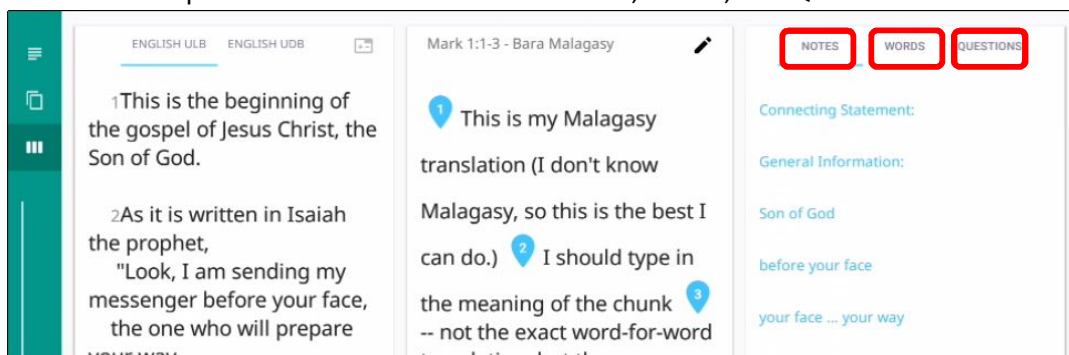 ENGLISH ULB ENGLISH UDB
1This is the beginning of
the gospel of Jesus Christ, the
Son of God.
2As it is written in Isaiah
the prophet,
"Look, I am sending my
messenger before your face,
the one who will prepare
your way
Mark 1:1-3 - Bara Malagasy
1 This is my Malagasy
translation (I don't know
Malagasy, so this is the best I
can do.) 2 I should type in
the meaning of the chunk 3
-- not the exact word-for-word
NOTES WORDS QUESTIONS
Connecting Statement:
General Information:
Son of God
before your face
your face ... your way